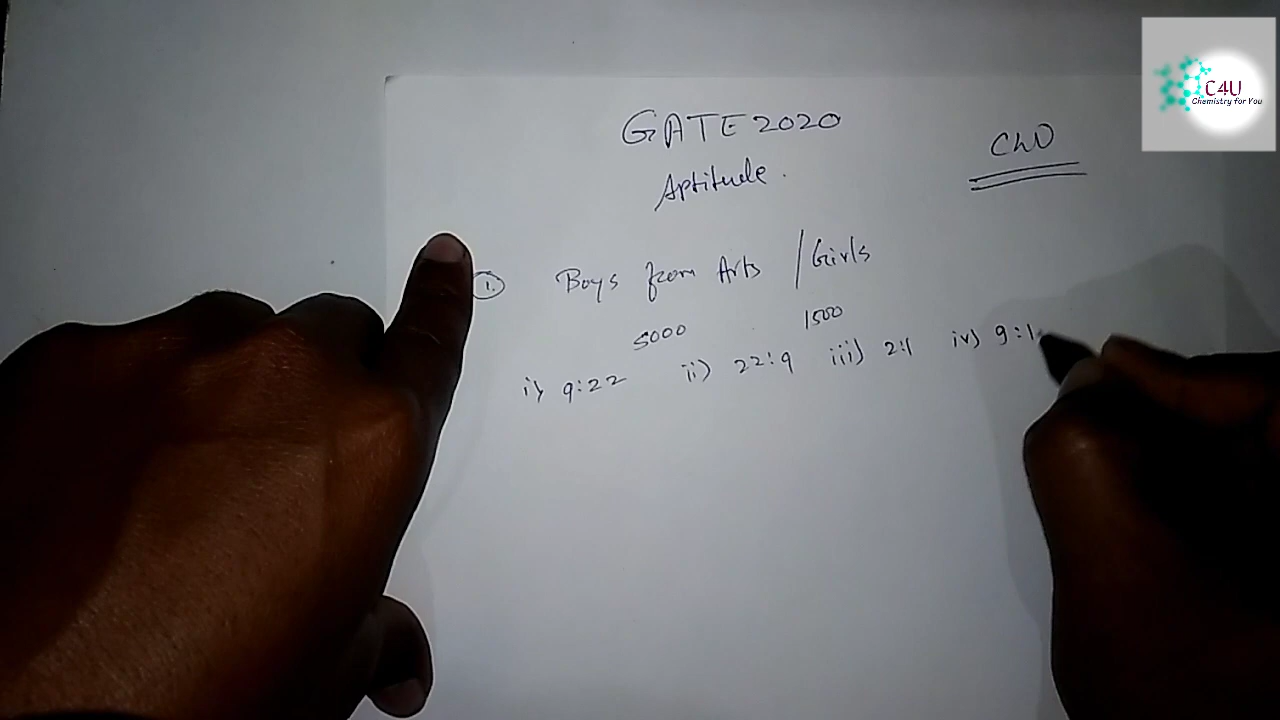 C4U
Chemistry for You
GATE 2020
Aptitude.
1. Boys from Arts / Girls
5000 1500
i) 9:22 ii) 22:9 iii) 2:1 iv) 9:1